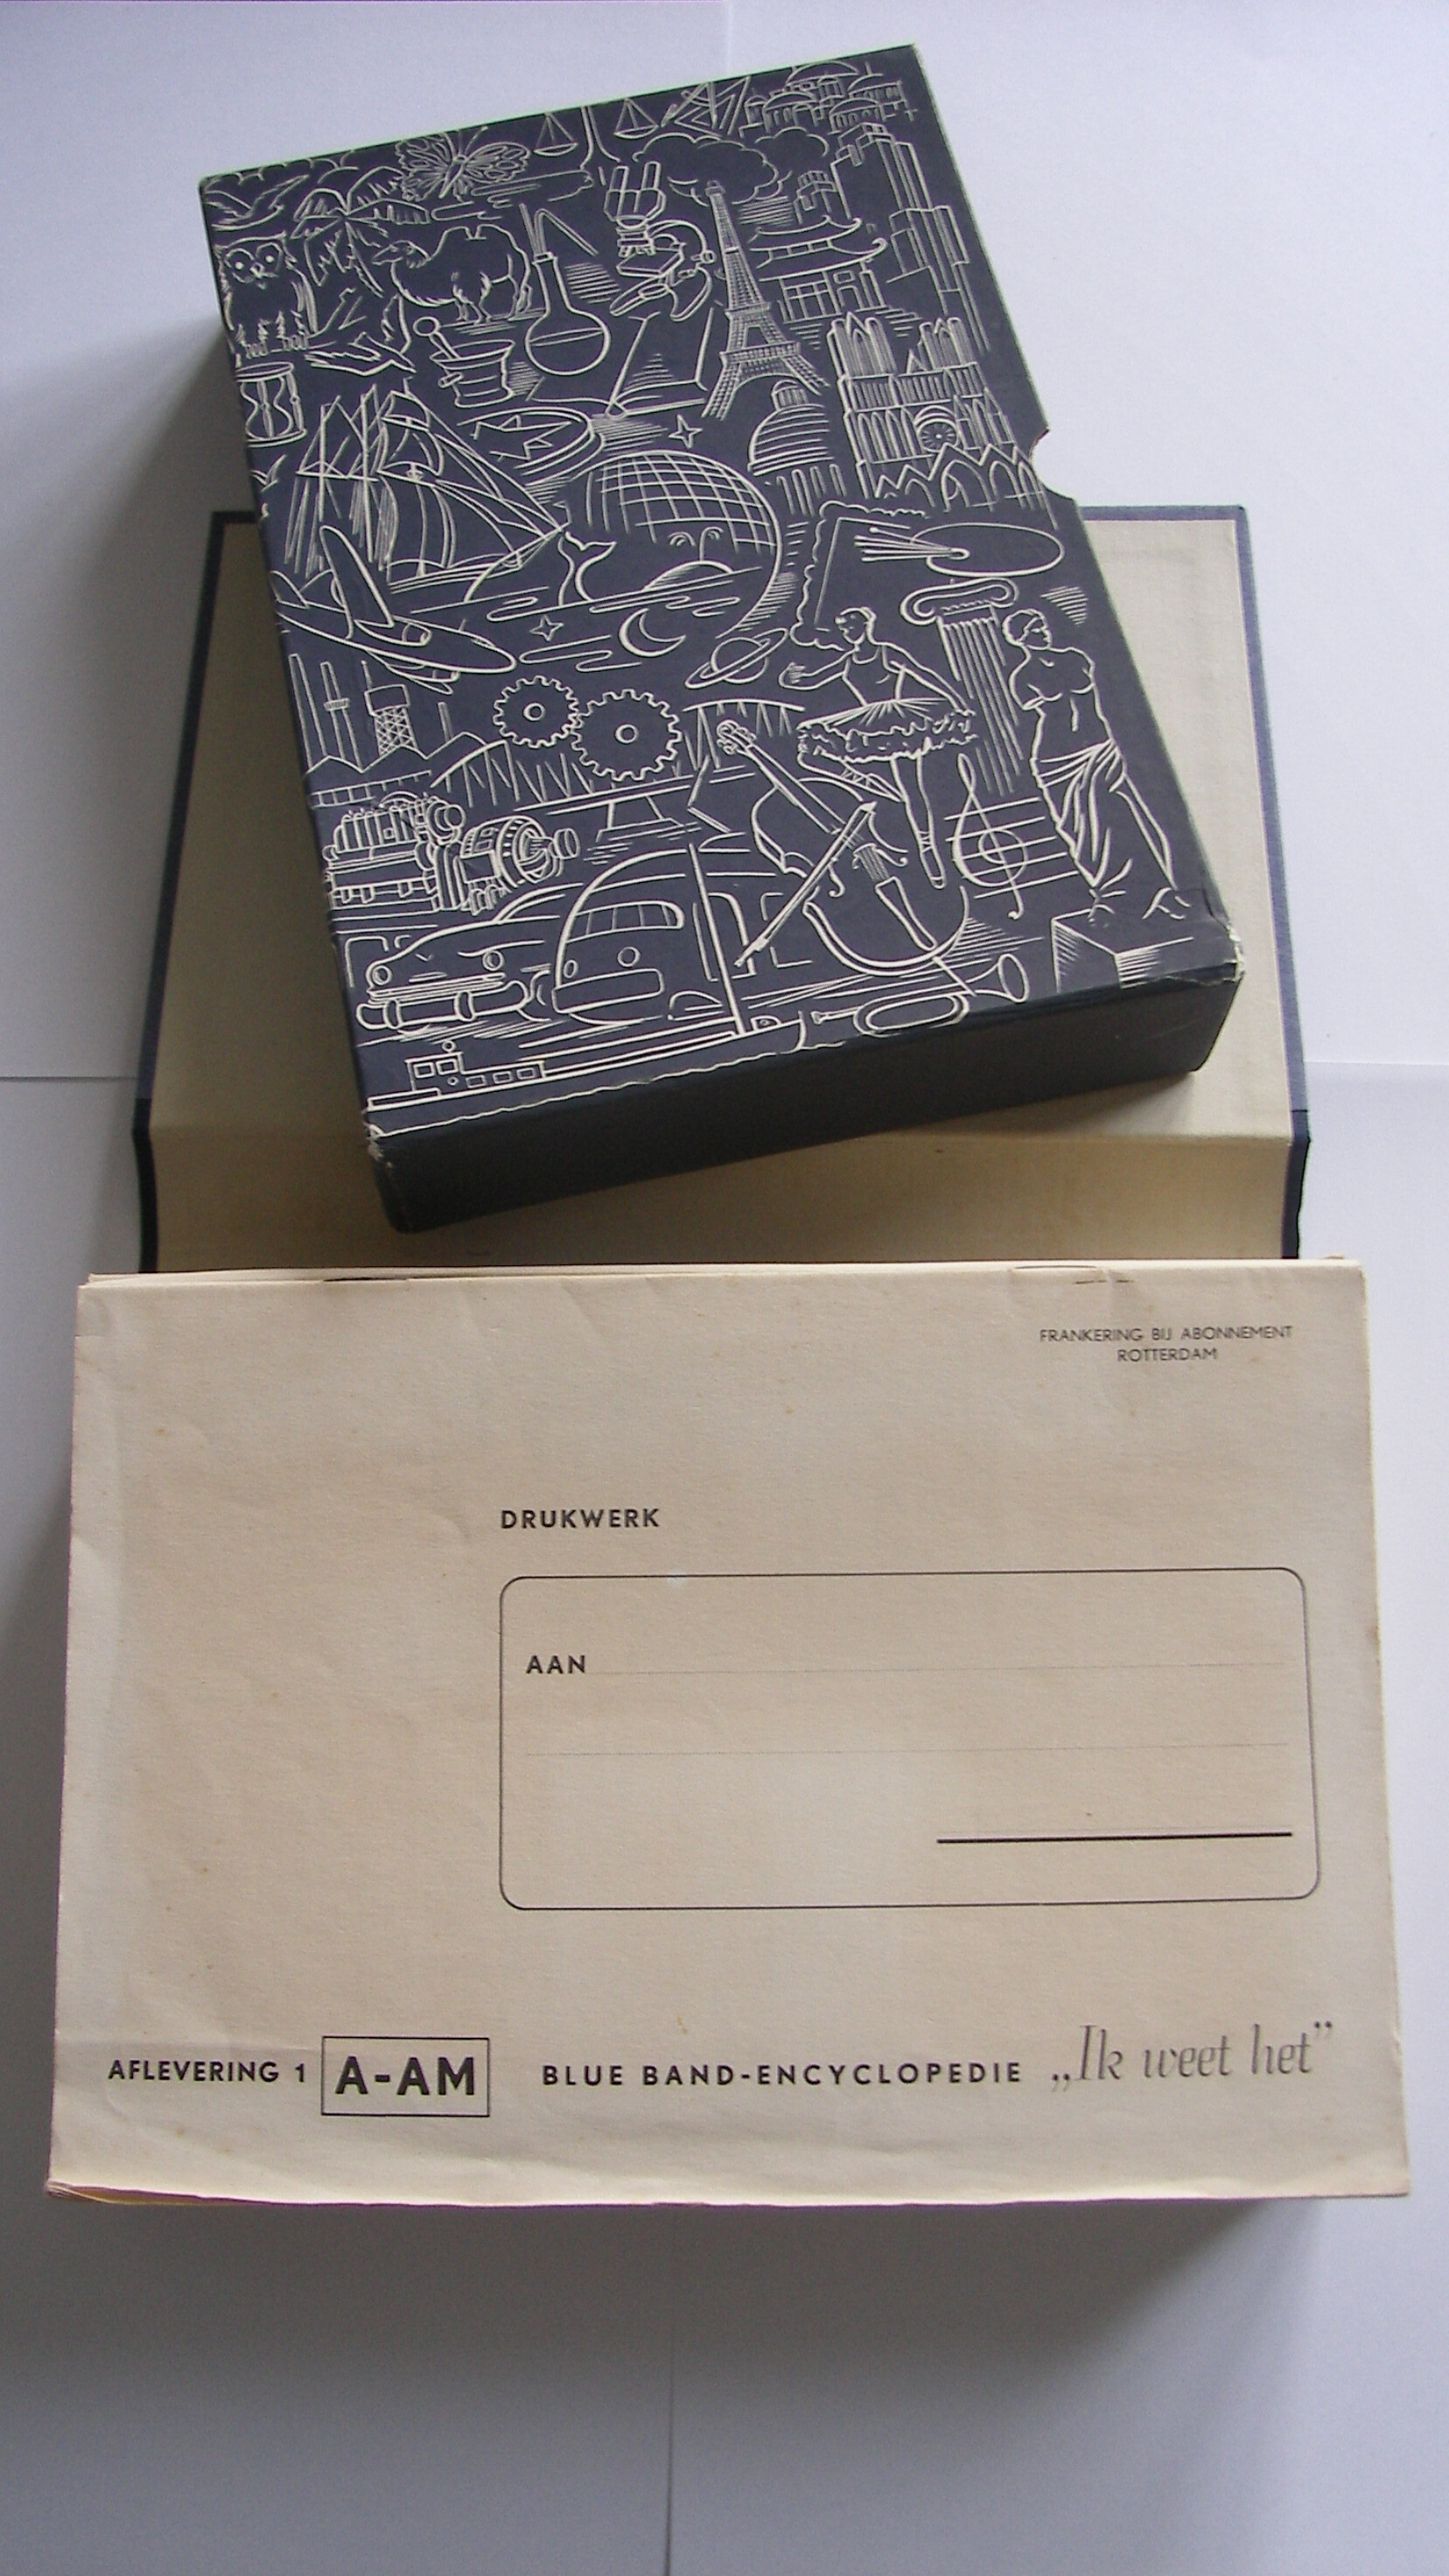 FRANKERING BIJ ABONNEMENT
ROTTERDAM
DRUKWERK
AAN
AFLEVERING 1 A-AM BLUE BAND-ENCYCLOPEDIE „Ik weet het”